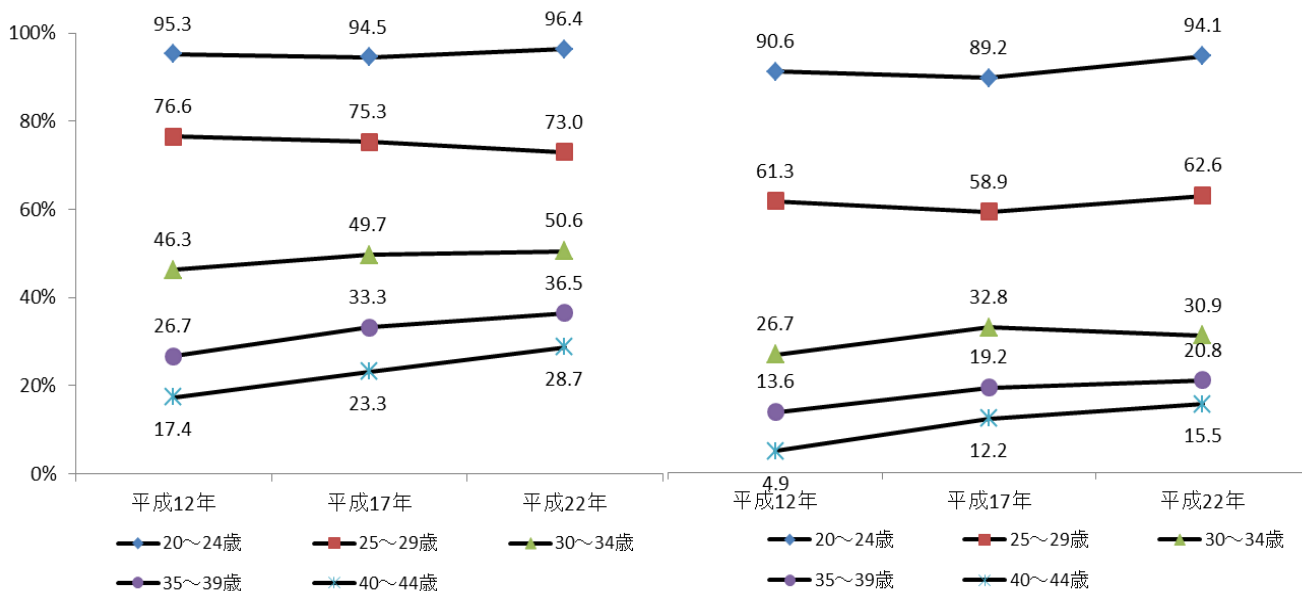 95.3 94.5 96.4
76.6 75.3 73.0
46.3 49.7 50.6
26.7 33.3 36.5
17.4 23.3 28.7
100%
80%
60%
40%
20%
0%
平成12年 平成17年 平成22年
20～24歳 25～29歳 30～34歳
35～39歳 40～44歳
90.6 89.2 94.1
61.3 58.9 62.6
26.7 32.8 30.9
13.6 19.2 20.8
4.9 12.2 15.5
平成12年 平成17年 平成22年
20～24歳 25～29歳 30～34歳
35～39歳 40～44歳